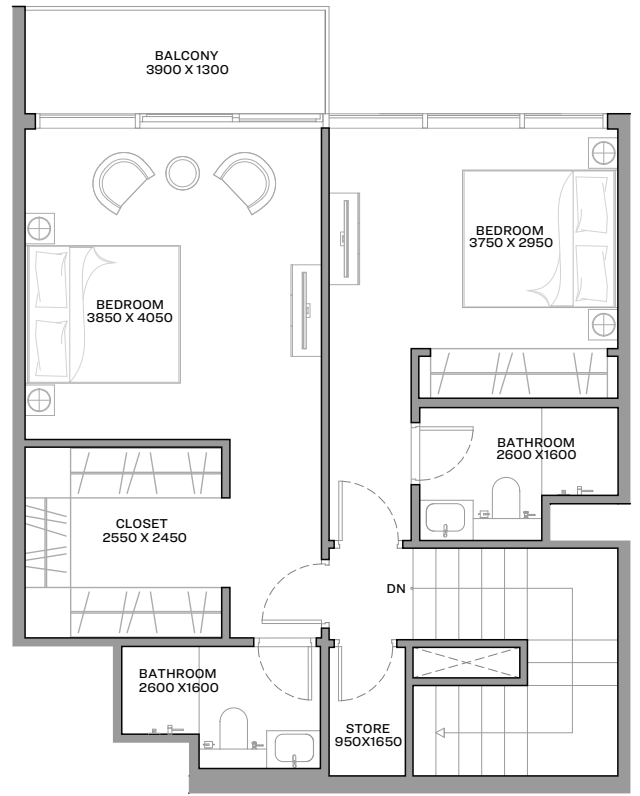 BALCONY
3900 X 1300
BEDROOM
3750 X 2950
BEDROOM
3850 X 4050
BATHROOM
2600 X1600
CLOSET
2550 X 2450
DN
BATHROOM
2600 X1600
STORE
950X1650